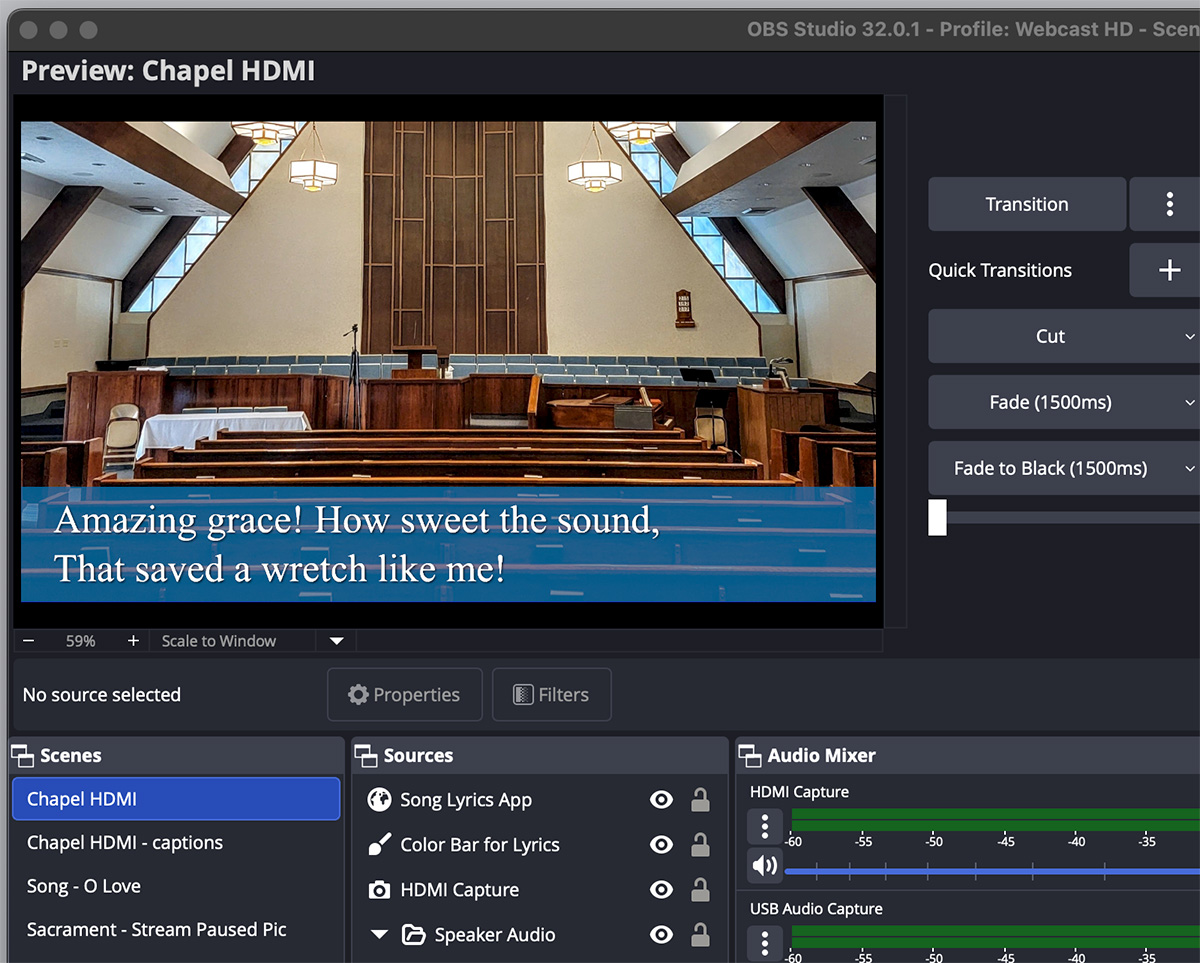 OBS Studio 32.0.1 - Profile: Webcast HD - Scen
Preview: Chapel HDMI
Transition
Quick Transitions
Cut
Fade (1500ms)
Fade to Black (1500ms)
Amazing grace! How sweet the sound,
That saved a wretch like me!
59%
Scale to Window
No source selected
Properties
Filters
Scenes
Chapel HDMI
Chapel HDMI - captions
Song - O Love
Sacrament - Stream Paused Pic
Sources
Song Lyrics App
Color Bar for Lyrics
HDMI Capture
Speaker Audio
Audio Mixer
HDMI Capture
-60 -55 -50 -45 -40 -35
USB Audio Capture
-60 -55 -50 -45 -40 -35